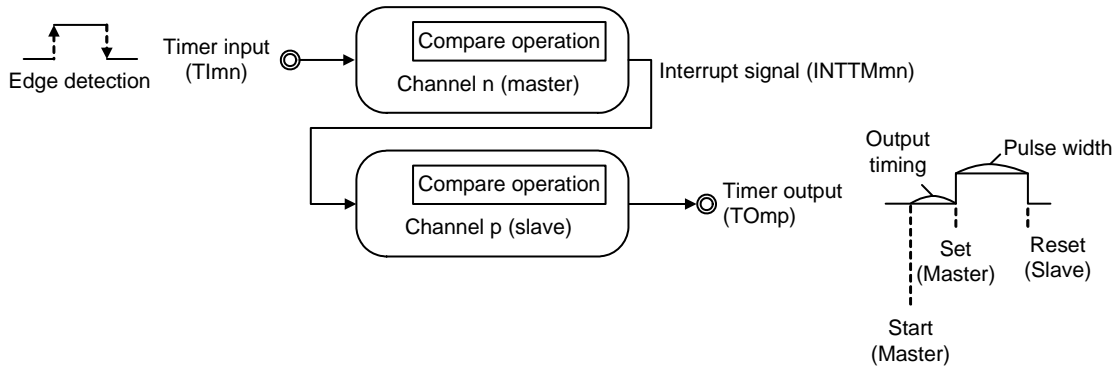 Edge detection
Timer input
(TImn)
Compare operation
Channel n (master)
Interrupt signal (INTTMmn)
Compare operation
Channel p (slave)
Timer output
(TOmp)
Output
timing
Pulse width
Set
(Master)
Reset
(Slave)
Start
(Master)